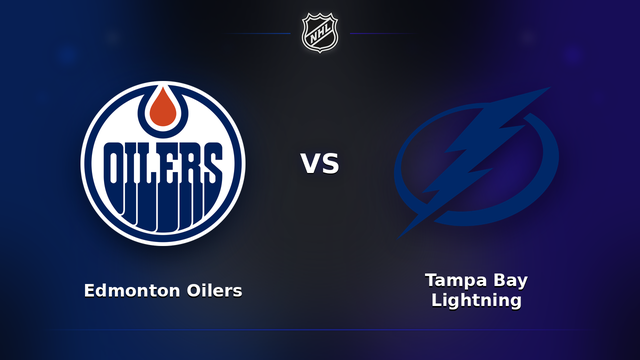 NHL
OILERS
VS
Edmonton Oilers
Tampa Bay
Lightning